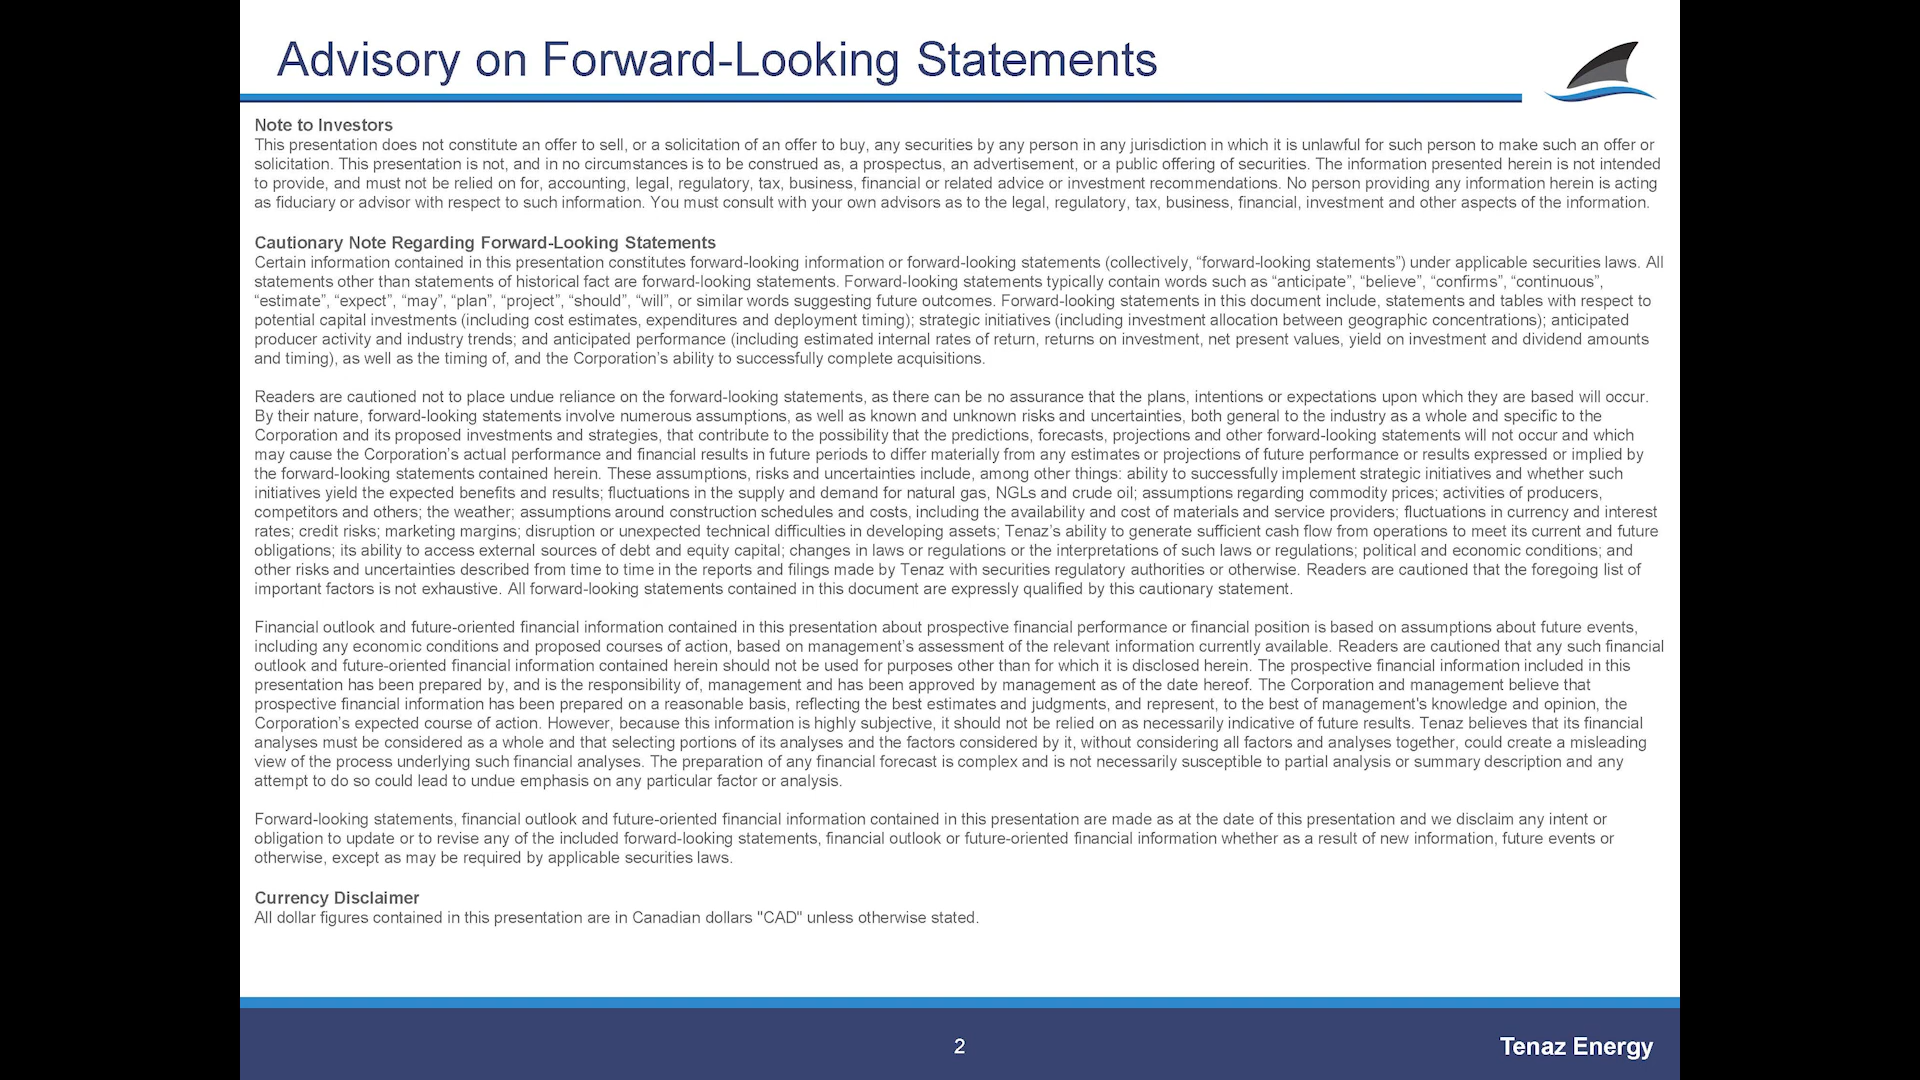 Advisory on Forward-Looking Statements
Note to Investors
This presentation does not constitute an offer to sell, or a solicitation of an offer to buy, any securities by any person in any jurisdiction in which it is unlawful for such person to make such an offer or
solicitation. This presentation is not, and in no circumstances is to be construed as, a prospectus, an advertisement, or a public offering of securities. The information presented herein is not intended
to provide, and must not be relied on for, accounting, legal, regulatory, tax, business, financial or related advice or investment recommendations. No person providing any information herein is acting
as fiduciary or advisor with respect to such information. You must consult with your own advisors as to the legal, regulatory, tax, business, financial, investment and other aspects of the information.
Cautionary Note Regarding Forward-Looking Statements
Certain information contained in this presentation constitutes forward-looking information or forward-looking statements (collectively, “forward-looking statements”) under applicable securities laws. All
statements other than statements of historical fact are forward-looking statements. Forward-looking statements typically contain words such as “anticipate”, “believe”, “confirms”, “continuous”,
“estimate”, “expect”, “may”, “plan”, “project”, “should”, “will”, or similar words suggesting future outcomes. Forward-looking statements in this document include, statements and tables with respect to
potential capital investments (including cost estimates, expenditures and deployment timing); strategic initiatives (including investment allocation between geographic concentrations); anticipated
producer activity and industry trends; and anticipated performance (including estimated internal rates of return, returns on investment, net present values, yield on investment and dividend amounts
and timing), as well as the timing of, and the Corporation’s ability to successfully complete acquisitions.
Readers are cautioned not to place undue reliance on the forward-looking statements, as there can be no assurance that the plans, intentions or expectations upon which they are based will occur.
By their nature, forward-looking statements involve numerous assumptions, as well as known and unknown risks and uncertainties, both general to the industry as a whole and specific to the
Corporation and its proposed investments and strategies, that contribute to the possibility that the predictions, forecasts, projections and other forward-looking statements will not occur and which
may cause the Corporation’s actual performance and financial results in future periods to differ materially from any estimates or projections of future performance or results expressed or implied by
the forward-looking statements contained herein. These assumptions, risks and uncertainties include, among other things: ability to successfully implement strategic initiatives and whether such
initiatives yield the expected benefits and results; fluctuations in the supply and demand for natural gas, NGLs and crude oil; assumptions regarding commodity prices; activities of producers,
competitors and others; the weather; assumptions around construction schedules and costs, including the availability and cost of materials and service providers; fluctuations in currency and interest
rates; credit risks; marketing margins; disruption or unexpected technical difficulties in developing assets; Tenaz’s ability to generate sufficient cash flow from operations to meet its current and future
obligations; its ability to access external sources of debt and equity capital; changes in laws or regulations or the interpretations of such laws or regulations; political and economic conditions; and
other risks and uncertainties described from time to time in the reports and filings made by Tenaz with securities regulatory authorities or otherwise. Readers are cautioned that the foregoing list of
important factors is not exhaustive. All forward-looking statements contained in this document are expressly qualified by this cautionary statement.
Financial outlook and future-oriented financial information contained in this presentation about prospective financial performance or financial position is based on assumptions about future events,
including any economic conditions and proposed courses of action, based on management’s assessment of the relevant information currently available. Readers are cautioned that any such financial
outlook and future-oriented financial information contained herein should not be used for purposes other than for which it is disclosed herein. The prospective financial information included in this
presentation has been prepared by, and is the responsibility of, management and has been approved by management as of the date hereof. The Corporation and management believe that
prospective financial information has been prepared on a reasonable basis, reflecting the best estimates and judgments, and represent, to the best of management's knowledge and opinion, the
Corporation’s expected course of action. However, because this information is highly subjective, it should not be relied on as necessarily indicative of future results. Tenaz believes that its financial
analyses must be considered as a whole and that selecting portions of its analyses and the factors considered by it, without considering all factors and analyses together, could create a misleading
view of the process underlying such financial analyses. The preparation of any financial forecast is complex and is not necessarily susceptible to partial analysis or summary description and any
attempt to do so could lead to undue emphasis on any particular factor or analysis.
Forward-looking statements, financial outlook and future-oriented financial information contained in this presentation are made as at the date of this presentation and we disclaim any intent or
obligation to update or to revise any of the included forward-looking statements, financial outlook or future-oriented financial information whether as a result of new information, future events or
otherwise, except as may be required by applicable securities laws.
Currency Disclaimer
All dollar figures contained in this presentation are in Canadian dollars "CAD" unless otherwise stated.
2
Tenaz Energy